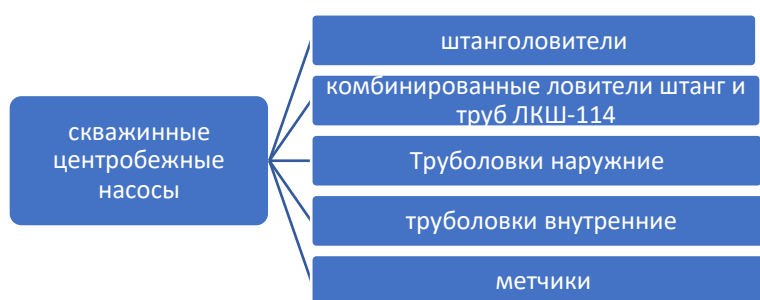 скважинные
центробежные
насосы
штанголовители
комбинированные ловители штанг и
труб ЛКШ-114
Труболовки наружние
труболовки внутренние
метчики